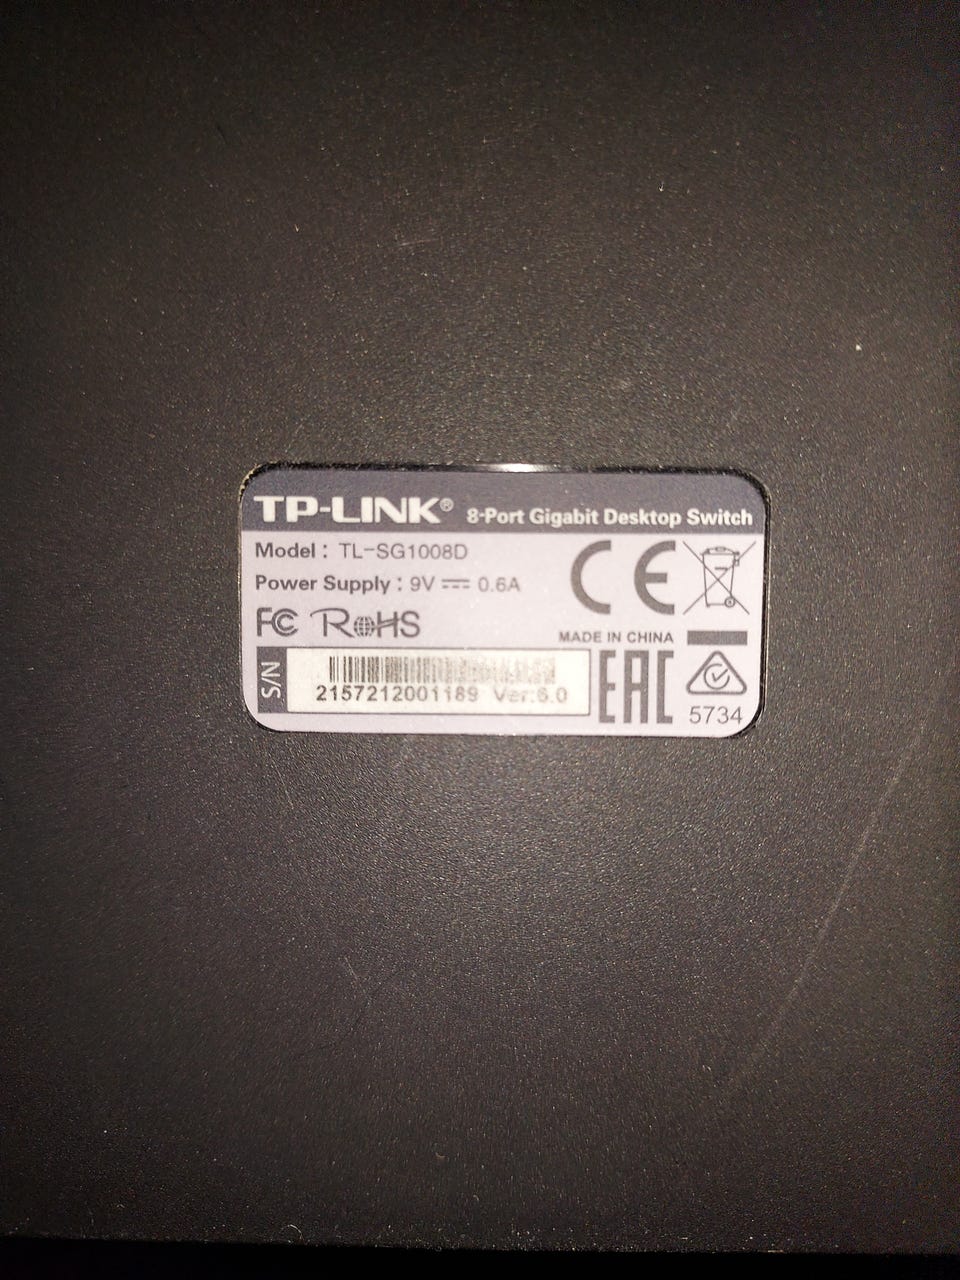 TP-LINK® 8-Port Gigabit Desktop Switch
Model : TL-SG1008D
Power Supply : 9V ⎓ 0.6A
FC RoHS
CE
MADE IN CHINA
S/N
2157212001189 Ver:6.0
EAC
5734